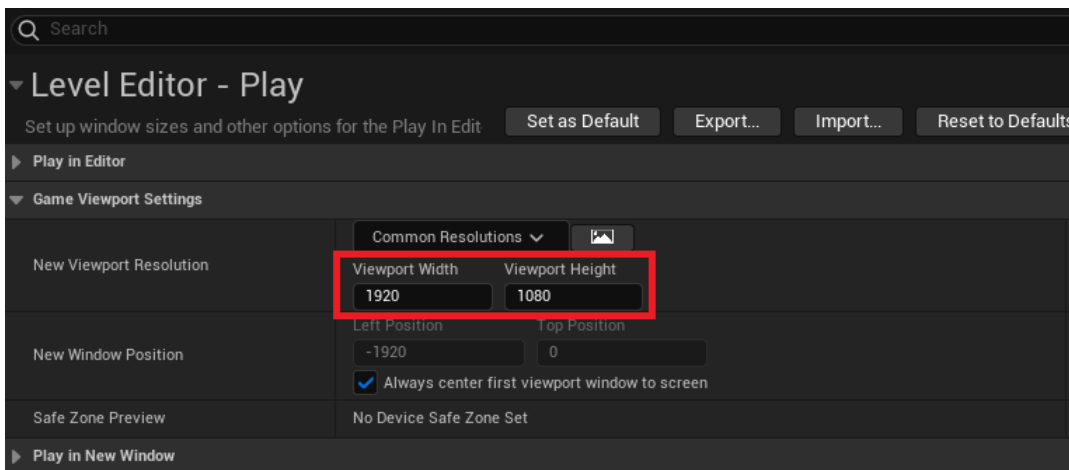 Search
Level Editor - Play
Set up window sizes and other options for the Play In Edit
Set as Default
Export...
Import...
Reset to Defaults
Play in Editor
Game Viewport Settings
New Viewport Resolution
Common Resolutions
Viewport Width
Viewport Height
1920
1080
New Window Position
Left Position
Top Position
-1920
0
Always center first viewport window to screen
Safe Zone Preview
No Device Safe Zone Set
Play in New Window